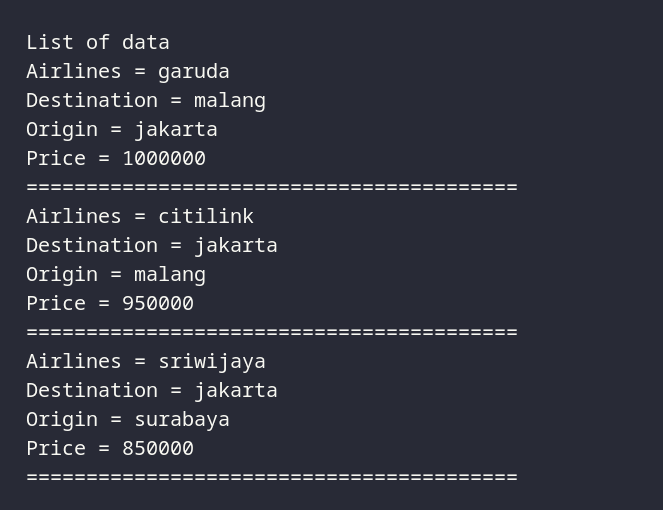 List of data
Airlines = garuda
Destination = malang
Origin = jakarta
Price = 1000000
=========================================
Airlines = citilink
Destination = jakarta
Origin = malang
Price = 950000
=========================================
Airlines = sriwijaya
Destination = jakarta
Origin = surabaya
Price = 850000
=========================================